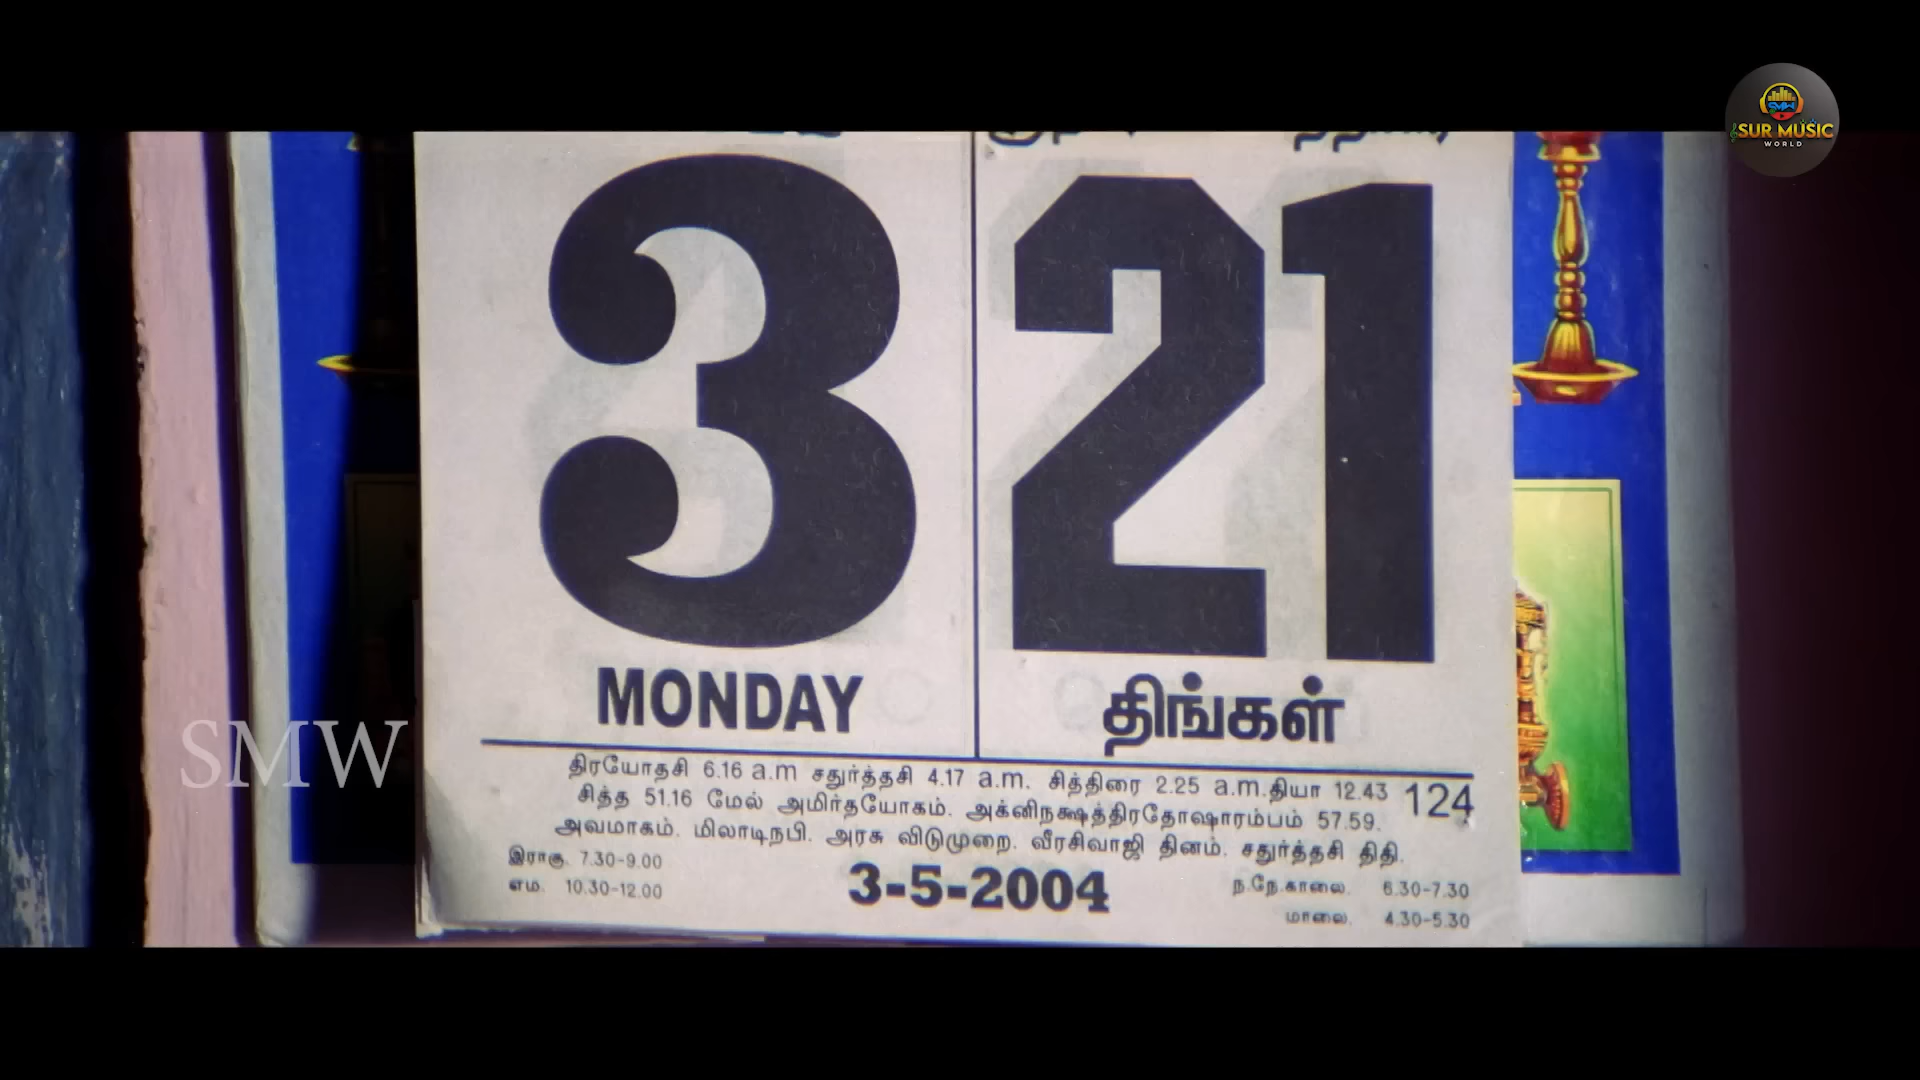 SUR MUSIC
WORLD
3 21
MONDAY திங்கள்
SMW
திரயோதசி 6.16 a.m சதுர்த்தசி 4.17 a.m. சித்திரை 2.25 a.m.தியா 12.43
124
சித்த 51.16 மேல் அமிர்தயோகம். அக்னிநக்ஷத்திரதோஷாரம்பம் 57.59.
அவமாகம். மிலாடிநபி. அரசு விடுமுறை. வீரசிவாஜி தினம். சதுர்த்தசி திதி.
இராகு. 7.30-9.00
எம. 10.30-12.00
3-5-2004
ந.நே.காலை. 6.30-7.30
மாலை. 4.30-5.30